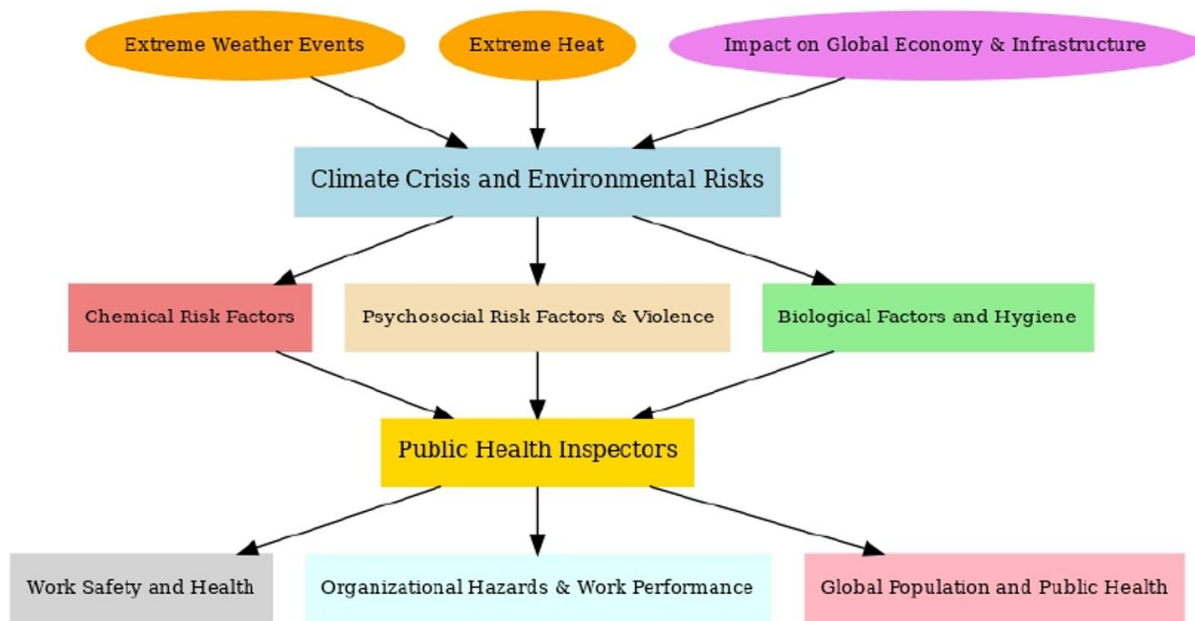 Extreme Weather Events
Extreme Heat
Impact on Global Economy & Infrastructure
Climate Crisis and Environmental Risks
Chemical Risk Factors
Psychosocial Risk Factors & Violence
Biological Factors and Hygiene
Public Health Inspectors
Work Safety and Health
Organizational Hazards & Work Performance
Global Population and Public Health